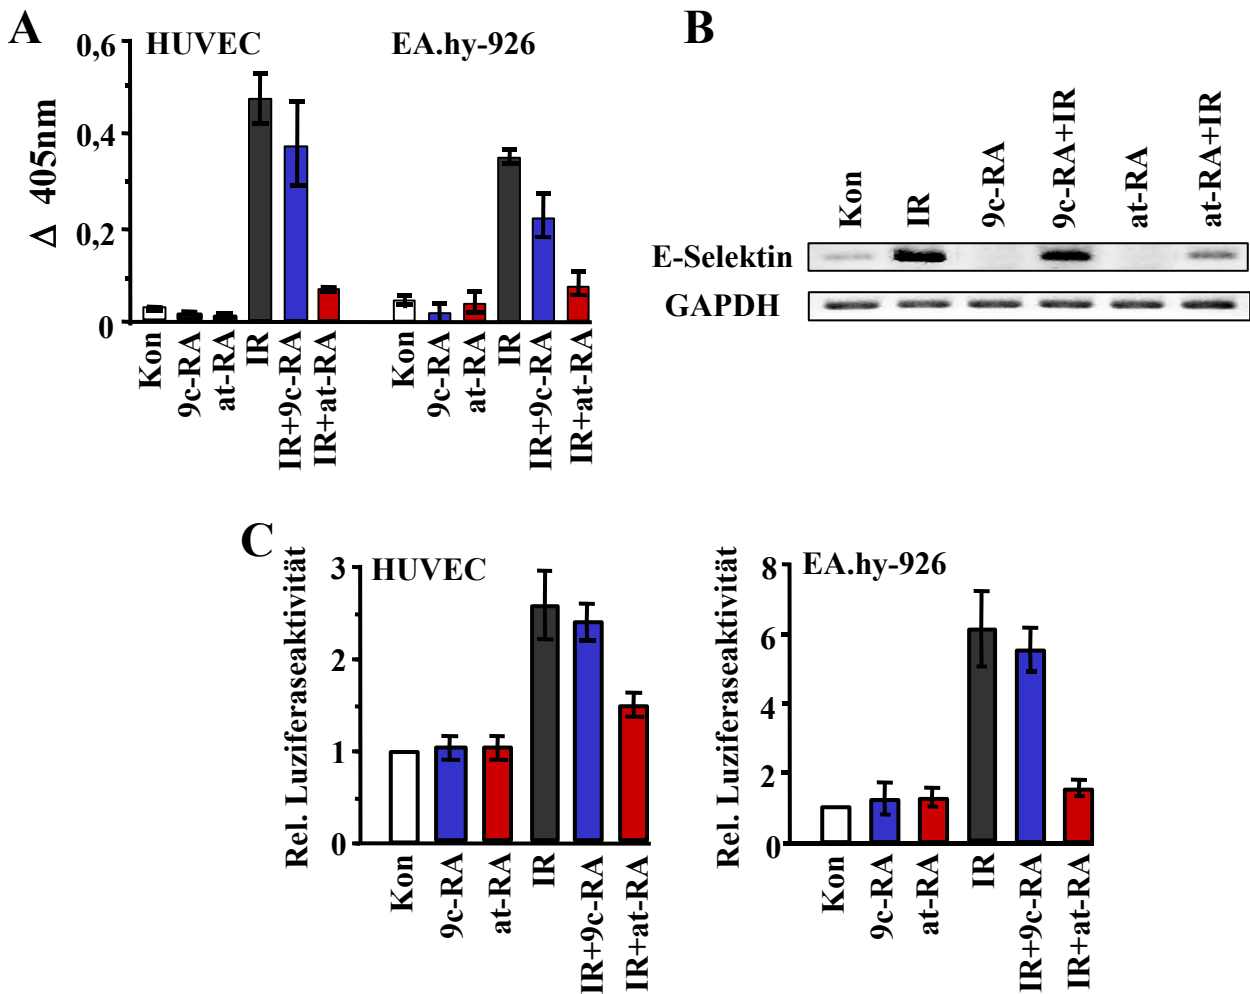 A
HUVEC
EA.hy-926
Δ 405nm
0,6
0,4
0,2
0
Kon
9c-RA
at-RA
IR
IR+9c-RA
IR+at-RA
Kon
9c-RA
at-RA
IR
IR+9c-RA
IR+at-RA
B
Kon
IR
9c-RA
9c-RA+IR
at-RA
at-RA+IR
E-Selektin
GAPDH
C
HUVEC
Rel. Luziferaseaktivität
3
2
1
0
Kon
9c-RA
at-RA
IR
IR+9c-RA
IR+at-RA
EA.hy-926
Rel. Luziferaseaktivität
8
6
4
2
0
Kon
9c-RA
at-RA
IR
IR+9c-RA
IR+at-RA